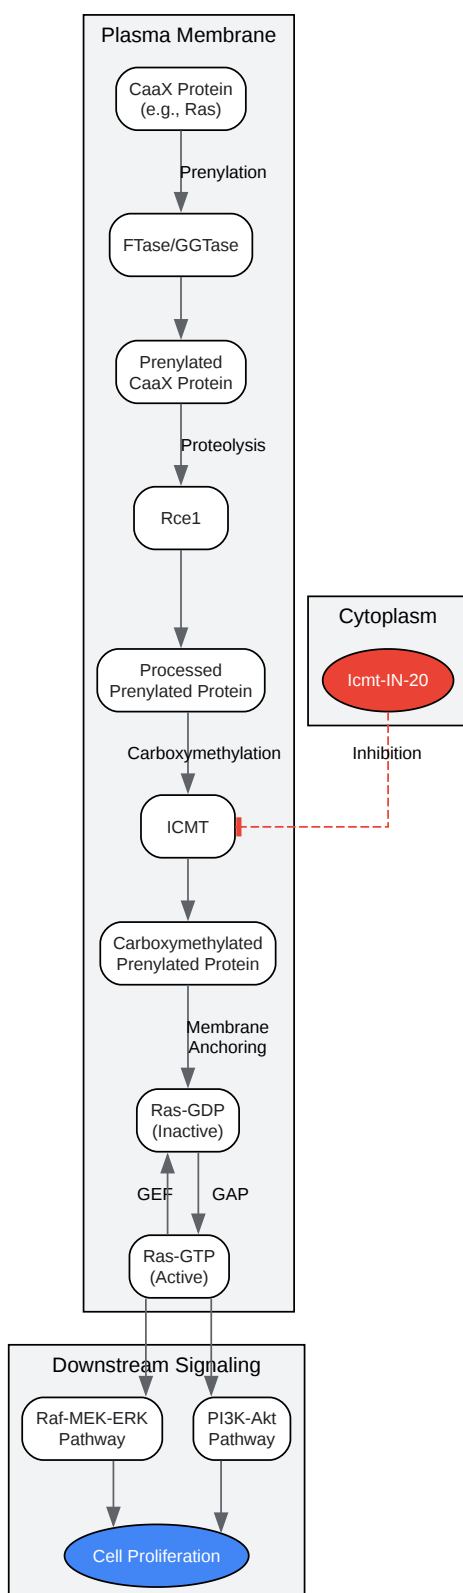 Plasma Membrane
CaaX Protein
(e.g., Ras)
Prenylation
FTase/GGTase
Prenylated
CaaX Protein
Proteolysis
Rce1
Cytoplasm
Processed
Prenylated Protein
Icmt-IN-20
Carboxymethylation
Inhibition
ICMT
Carboxymethylated
Prenylated Protein
Membrane
Anchoring
Ras-GDP
(Inactive)
GEF
GAP
Ras-GTP
(Active)
Downstream Signaling
Raf-MEK-ERK
Pathway
PI3K-Akt
Pathway
Cell Proliferation